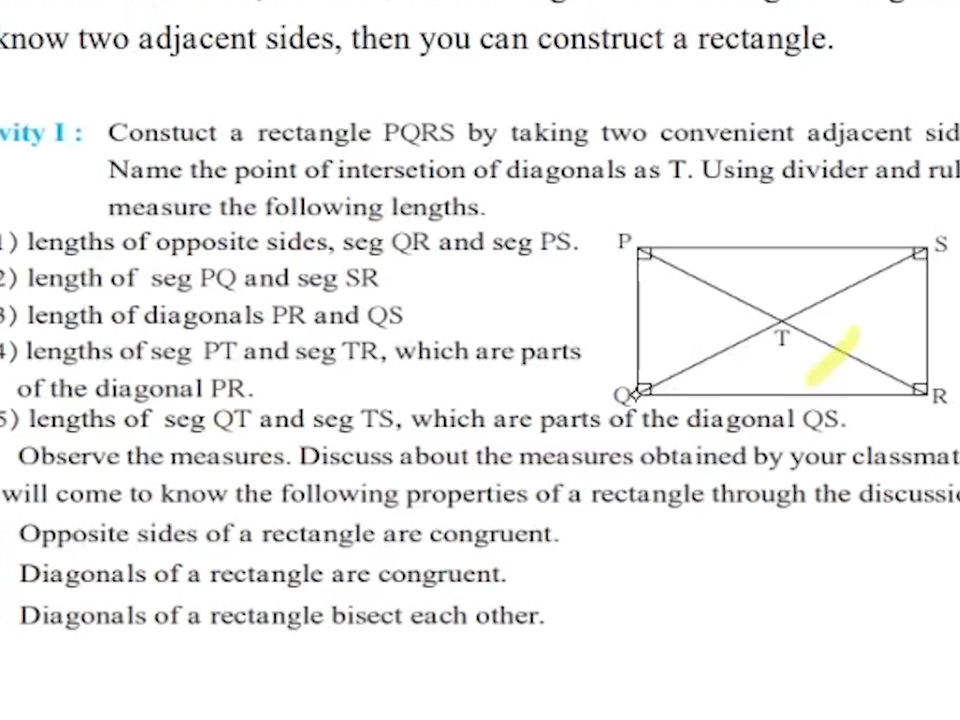 know two adjacent sides, then you can construct a rectangle.
vity I : Constuct a rectangle PQRS by taking two convenient adjacent sid
Name the point of intersetion of diagonals as T. Using divider and rul
measure the following lengths.
1) lengths of opposite sides, seg QR and seg PS.
2) length of seg PQ and seg SR
3) length of diagonals PR and QS
4) lengths of seg PT and seg TR, which are parts
of the diagonal PR.
P
S
T
Q
R
5) lengths of seg QT and seg TS, which are parts of the diagonal QS.
Observe the measures. Discuss about the measures obtained by your classmat
will come to know the following properties of a rectangle through the discussi
Opposite sides of a rectangle are congruent.
Diagonals of a rectangle are congruent.
Diagonals of a rectangle bisect each other.